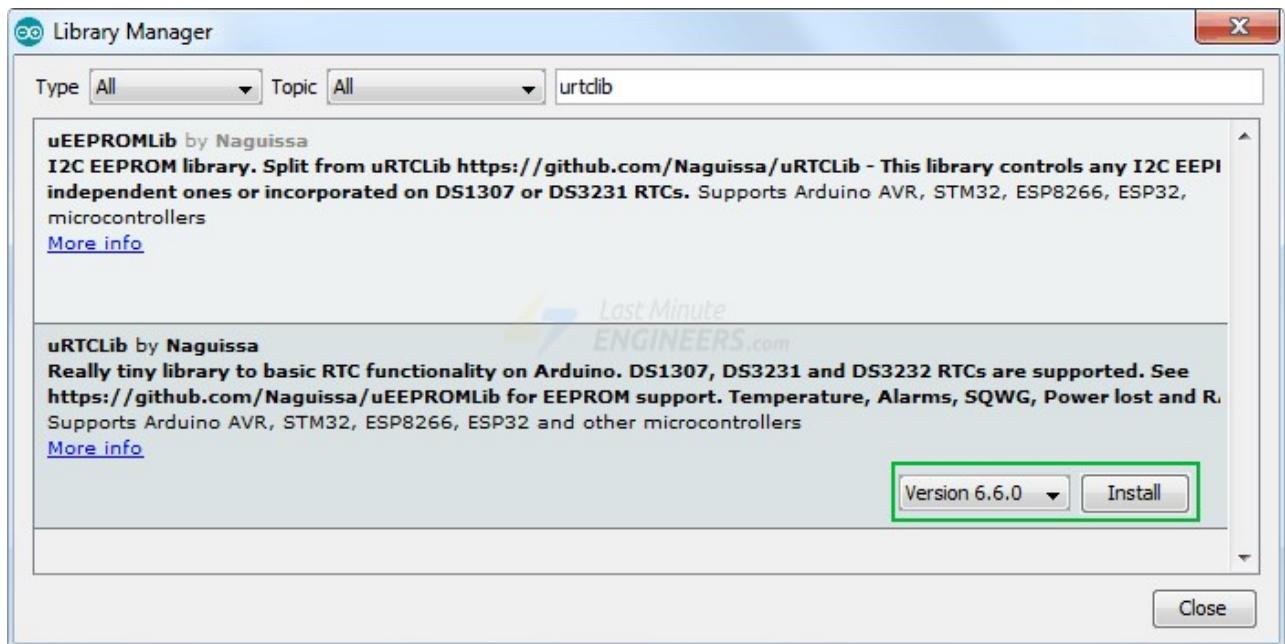 Library Manager
Type All Topic All urtclib
uEEPROMLib by Naguissa
I2C EEPROM library. Split from uRTCLib https://github.com/Naguissa/uRTCLib - This library controls any I2C EEPI
independent ones or incorporated on DS1307 or DS3231 RTCs. Supports Arduino AVR, STM32, ESP8266, ESP32,
microcontrollers
More info
Last Minute
ENGINEERS.com
uRTCLib by Naguissa
Really tiny library to basic RTC functionality on Arduino. DS1307, DS3231 and DS3232 RTCs are supported. See
https://github.com/Naguissa/uEEPROMLib for EEPROM support. Temperature, Alarms, SQWG, Power lost and R
Supports Arduino AVR, STM32, ESP8266, ESP32 and other microcontrollers
More info
Version 6.6.0 Install
Close